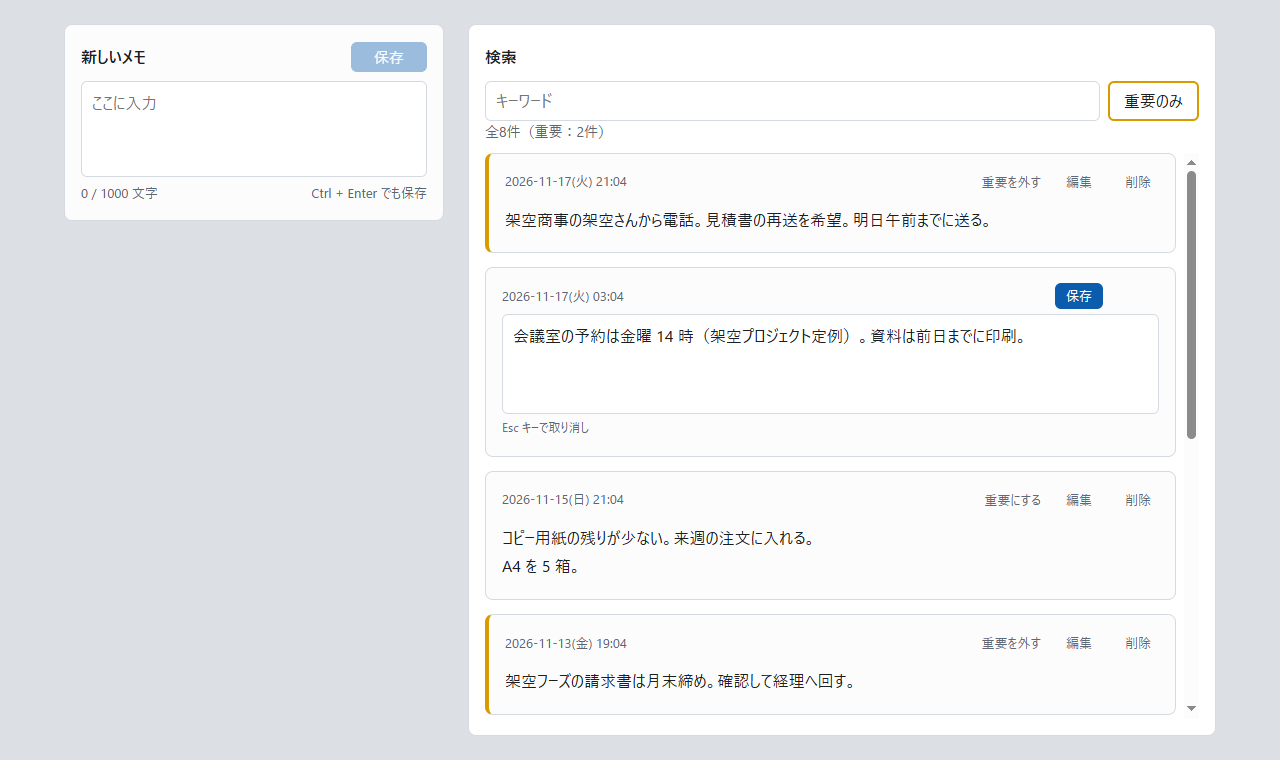 新しいメモ
保存
ここに入力
0 / 1000 文字
Ctrl + Enter でも保存
検索
キーワード
重要のみ
全8件（重要：2件）
2026-11-17(火) 21:04
重要を外す
編集
削除
架空商事の架空さんから電話。見積書の再送を希望。明日午前までに送る。
2026-11-17(火) 03:04
保存
会議室の予約は金曜 14 時（架空プロジェクト定例）。資料は前日までに印刷。
Esc キーで取り消し
2026-11-15(日) 21:04
重要にする
編集
削除
コピー用紙の残りが少ない。来週の注文に入れる。
A4 を 5 箱。
2026-11-13(金) 19:04
重要を外す
編集
削除
架空フーズの請求書は月末締め。確認して経理へ回す。